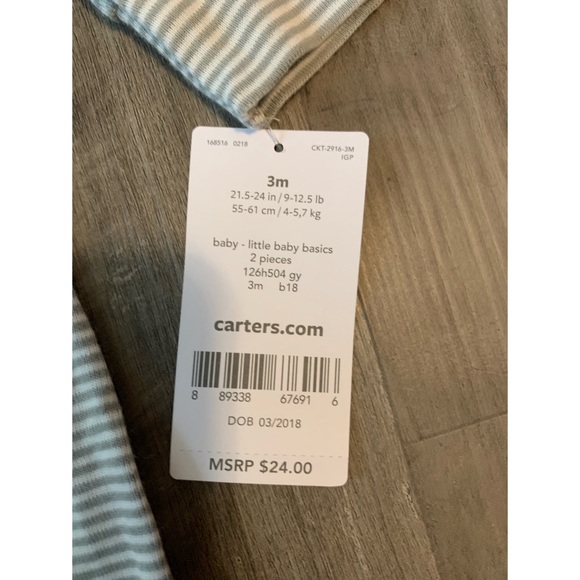 168516 0218
CKT-2916-3M
IGP
3m
21.5-24 in / 9-12.5 lb
55-61 cm / 4-5,7 kg
baby - little baby basics
2 pieces
126h504 gy
3m b18
carters.com
8 89338 67691 6
DOB 03/2018
MSRP $24.00